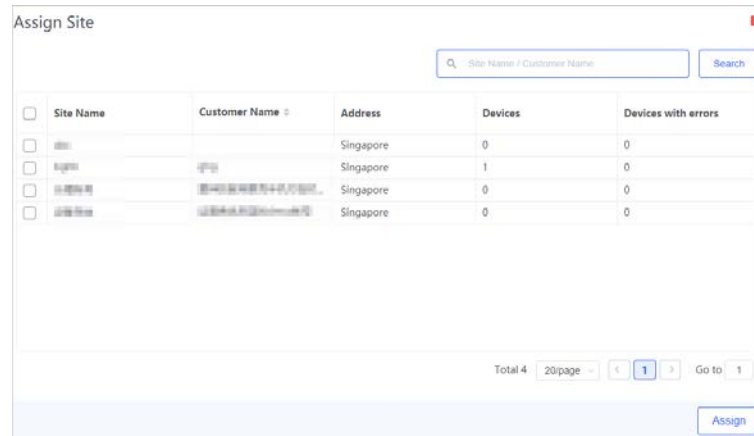 Assign Site
Site Name / Customer Name Search
Site Name Customer Name Address Devices Devices with errors
Singapore 0 0
Singapore 1 0
Singapore 0 0
Singapore 0 0
Total 4 20/page < 1 > Go to 1
Assign